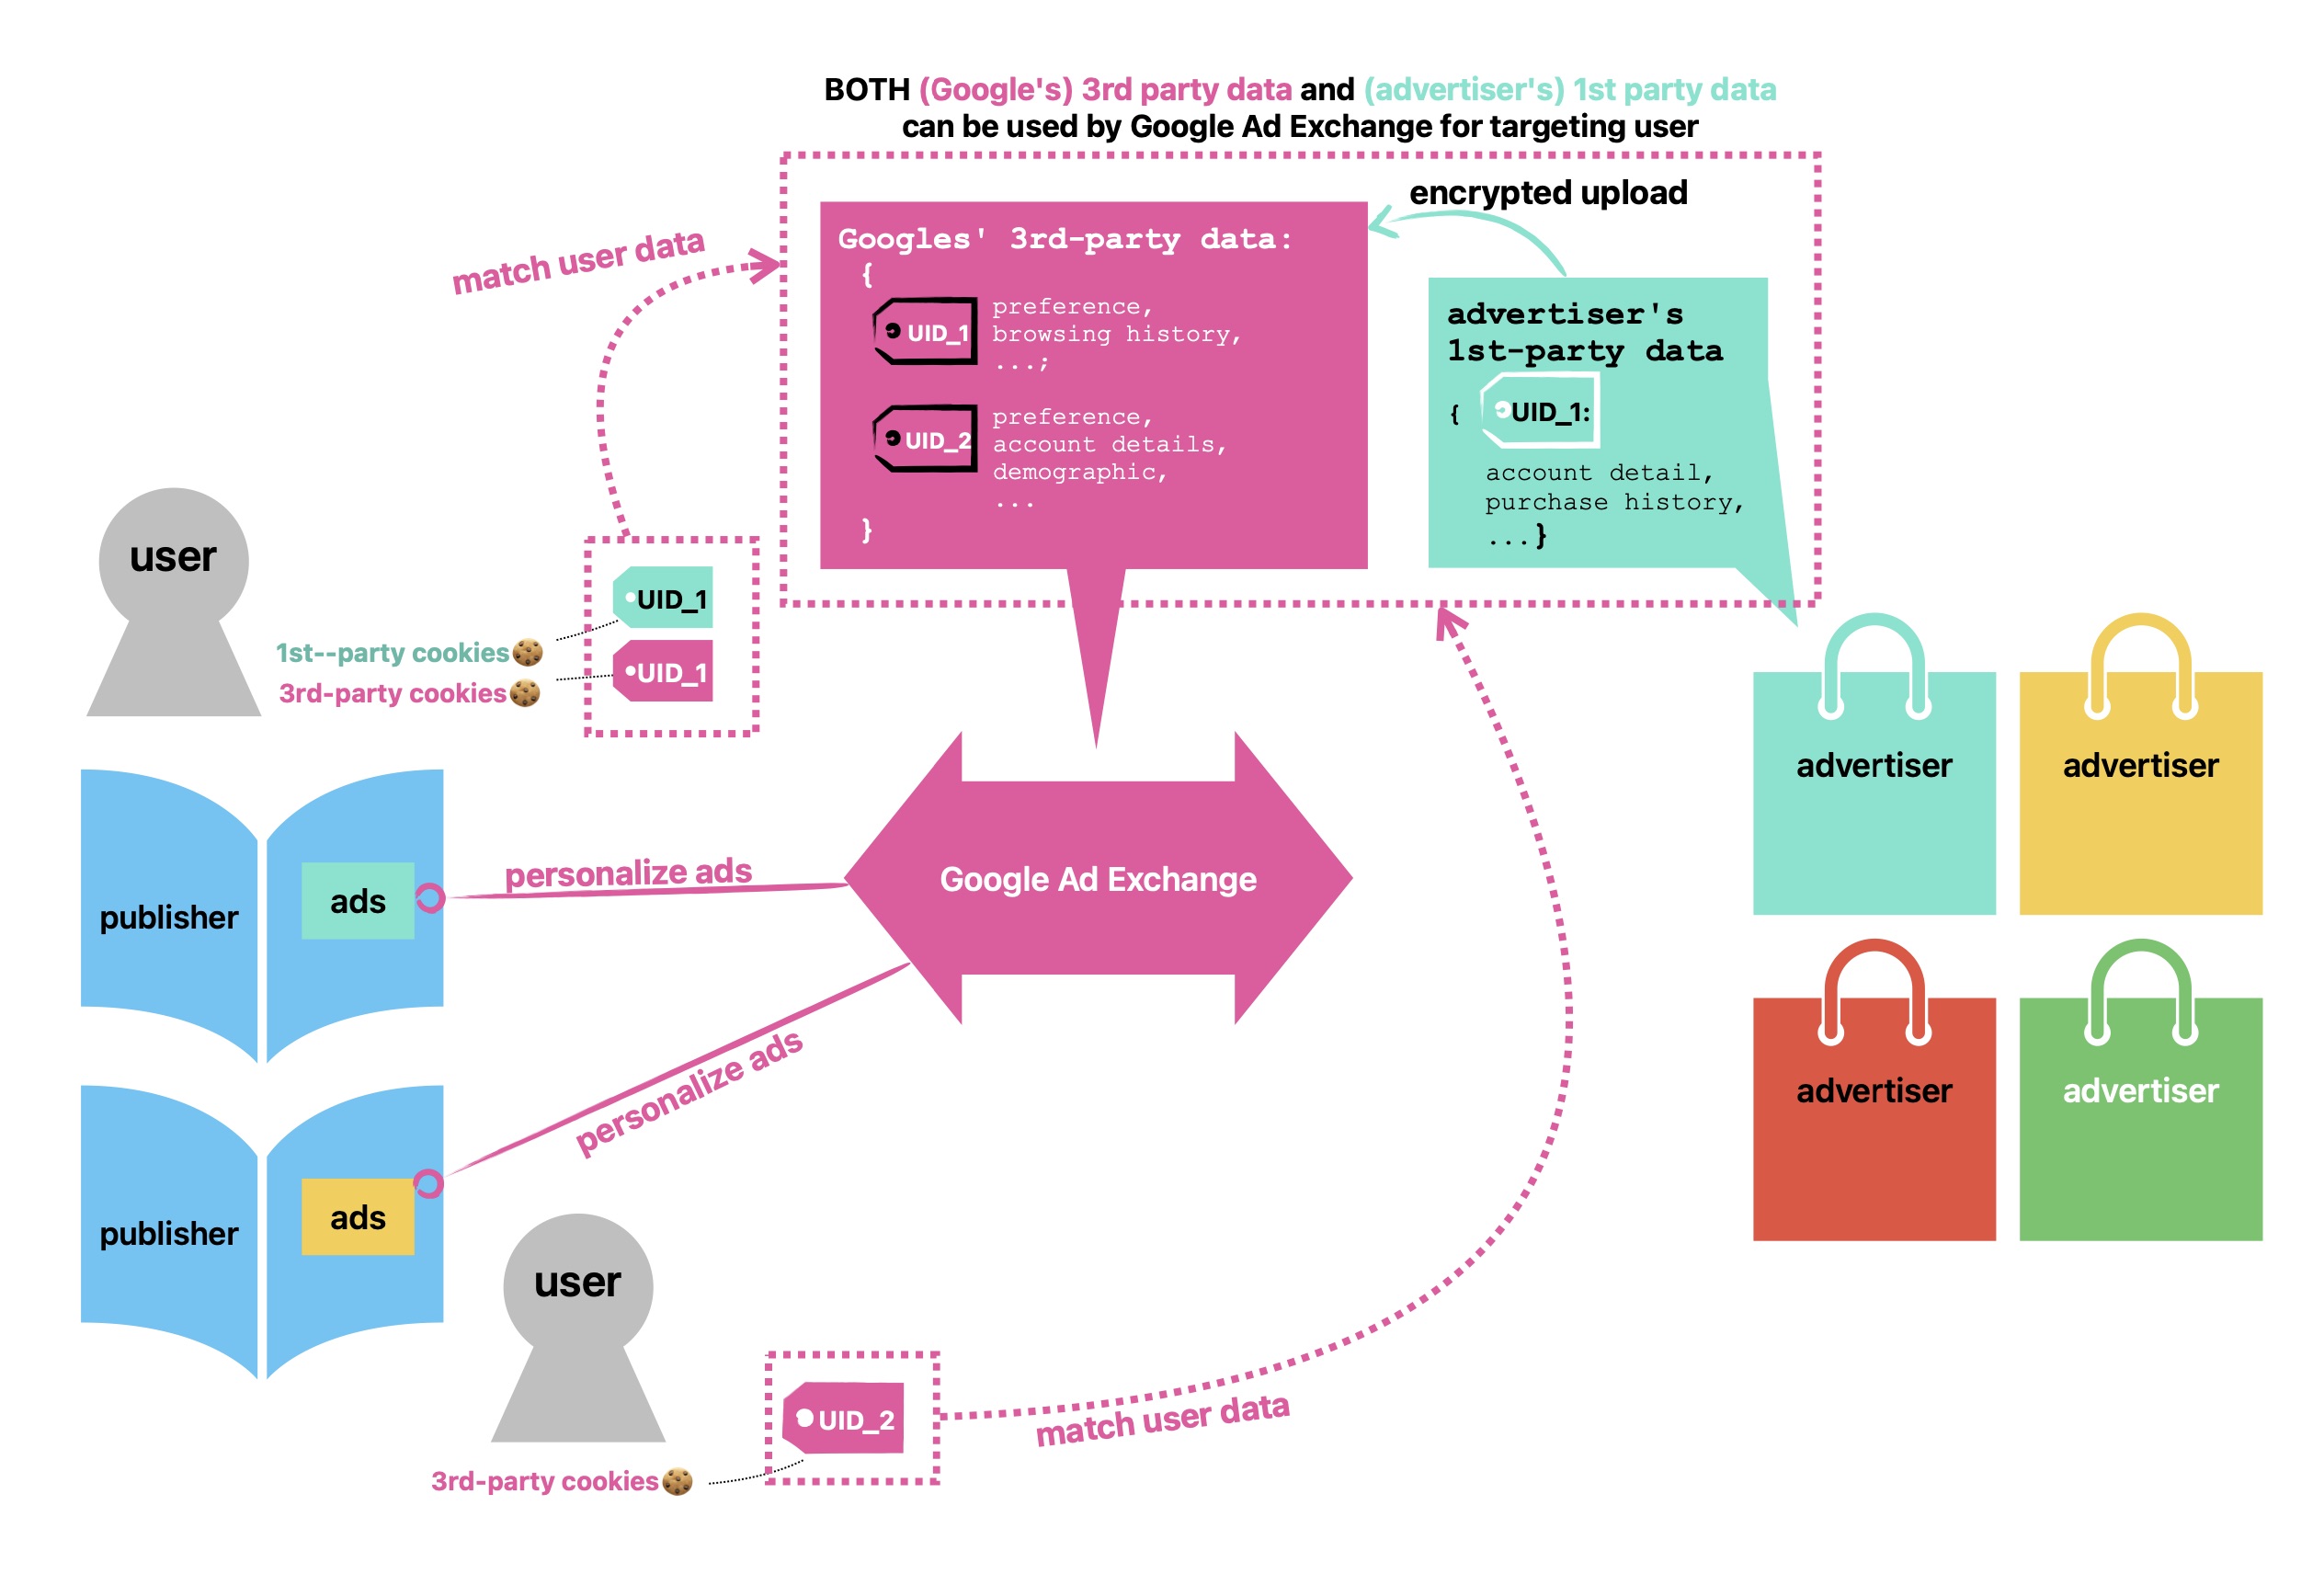 BOTH (Google's) 3rd party data and (advertiser's) 1st party data
can be used by Google Ad Exchange for targeting user
encrypted upload
match user data
Googles' 3rd-party data:
{
UID_1
preference,
browsing history,
...;
UID_2
preference,
account details,
demographic,
...
}
advertiser's
1st-party data
{ UID_1:
account detail,
purchase history,
...}
user
UID_1
1st--party cookies
UID_1
3rd-party cookies
advertiser
advertiser
publisher
ads
personalize ads
Google Ad Exchange
advertiser
advertiser
personalize ads
publisher
ads
user
UID_2
match user data
3rd-party cookies